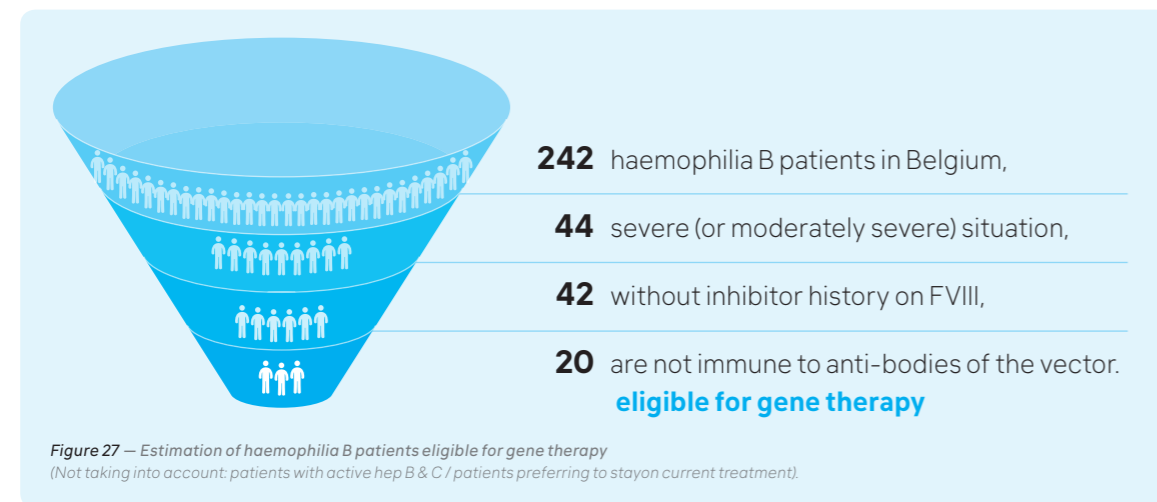 242 haemophilia B patients in Belgium,
44 severe (or moderately severe) situation,
42 without inhibitor history on FVIII,
20 are not immune to anti-bodies of the vector.
eligible for gene therapy
Figure 27 — Estimation of haemophilia B patients eligible for gene therapy
(Not taking into account: patients with active hep B & C / patients preferring to stayon current treatment).